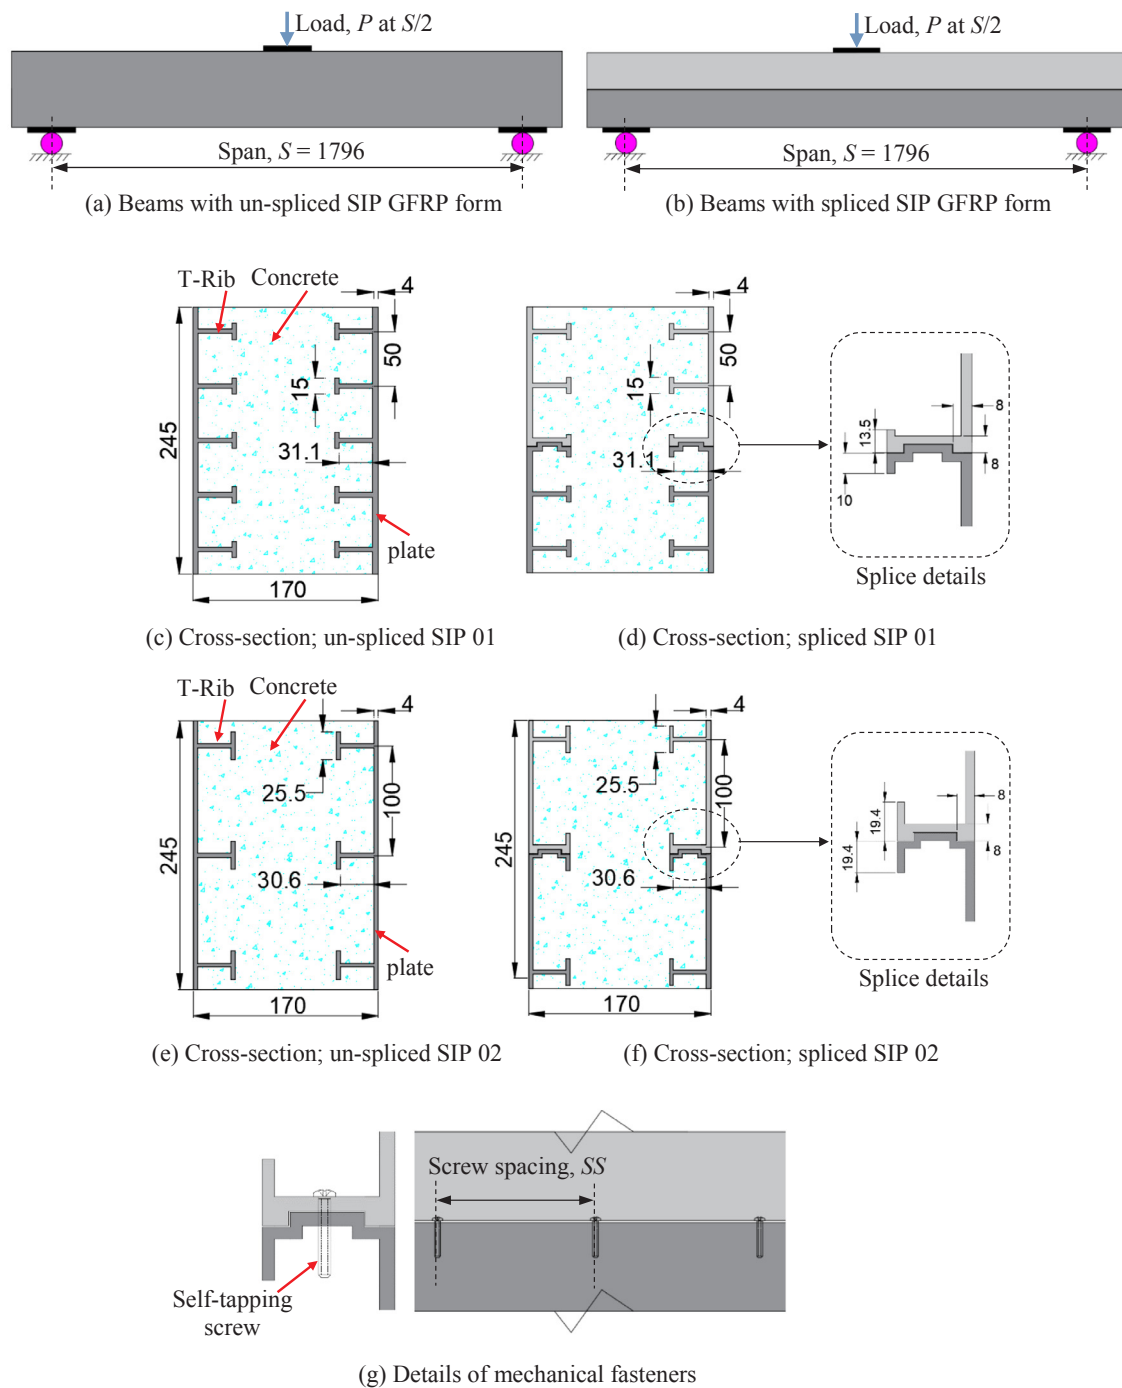 Load, P at S/2
Load, P at S/2
Span, S = 1796
Span, S = 1796
(a) Beams with un-spliced SIP GFRP form
(b) Beams with spliced SIP GFRP form
T-Rib
Concrete
4
50
15
245
31.1
plate
170
4
50
15
31.1
13.5
8
8
10
Splice details
(c) Cross-section; un-spliced SIP 01
(d) Cross-section; spliced SIP 01
T-Rib
Concrete
4
25.5
100
245
30.6
plate
170
4
25.5
100
245
30.6
170
19.4
19.4
8
8
Splice details
(e) Cross-section; un-spliced SIP 02
(f) Cross-section; spliced SIP 02
Screw spacing, SS
Self-tapping
screw
(g) Details of mechanical fasteners